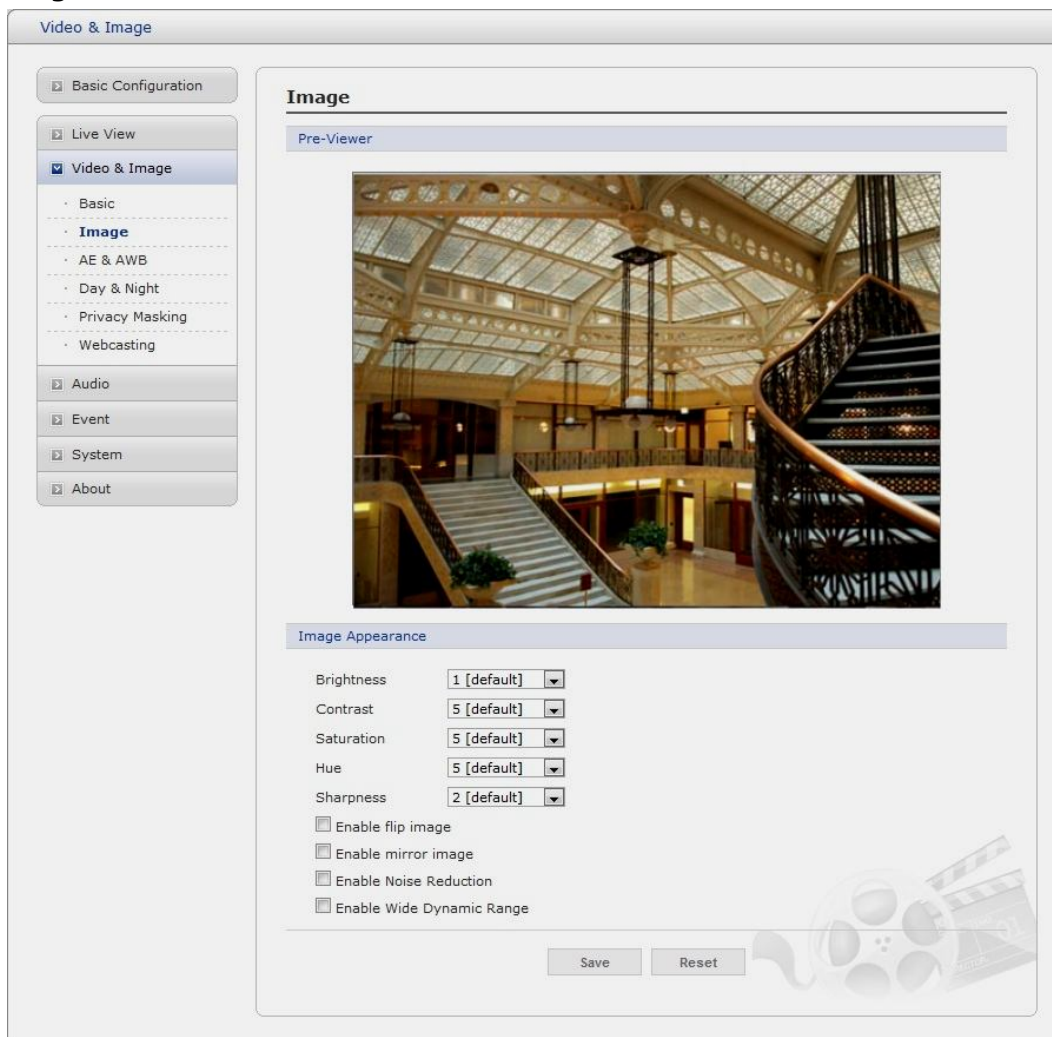 Video & Image
Basic Configuration
Live View
Video & Image
· Basic
· Image
· AE & AWB
· Day & Night
· Privacy Masking
· Webcasting
Audio
Event
System
About
Image
Pre-Viewer
Image Appearance
Brightness 1 [default]
Contrast 5 [default]
Saturation 5 [default]
Hue 5 [default]
Sharpness 2 [default]
Enable flip image
Enable mirror image
Enable Noise Reduction
Enable Wide Dynamic Range
Save Reset
01